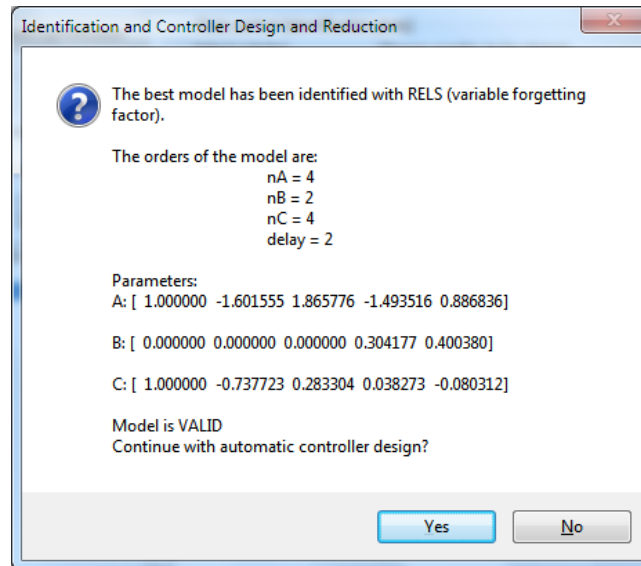 Identification and Controller Design and Reduction
The best model has been identified with RELS (variable forgetting
factor).
The orders of the model are:
nA = 4
nB = 2
nC = 4
delay = 2
Parameters:
A: [ 1.000000 -1.601555 1.865776 -1.493516 0.886836]
B: [ 0.000000 0.000000 0.000000 0.304177 0.400380]
C: [ 1.000000 -0.737723 0.283304 0.038273 -0.080312]
Model is VALID
Continue with automatic controller design?
Yes
No